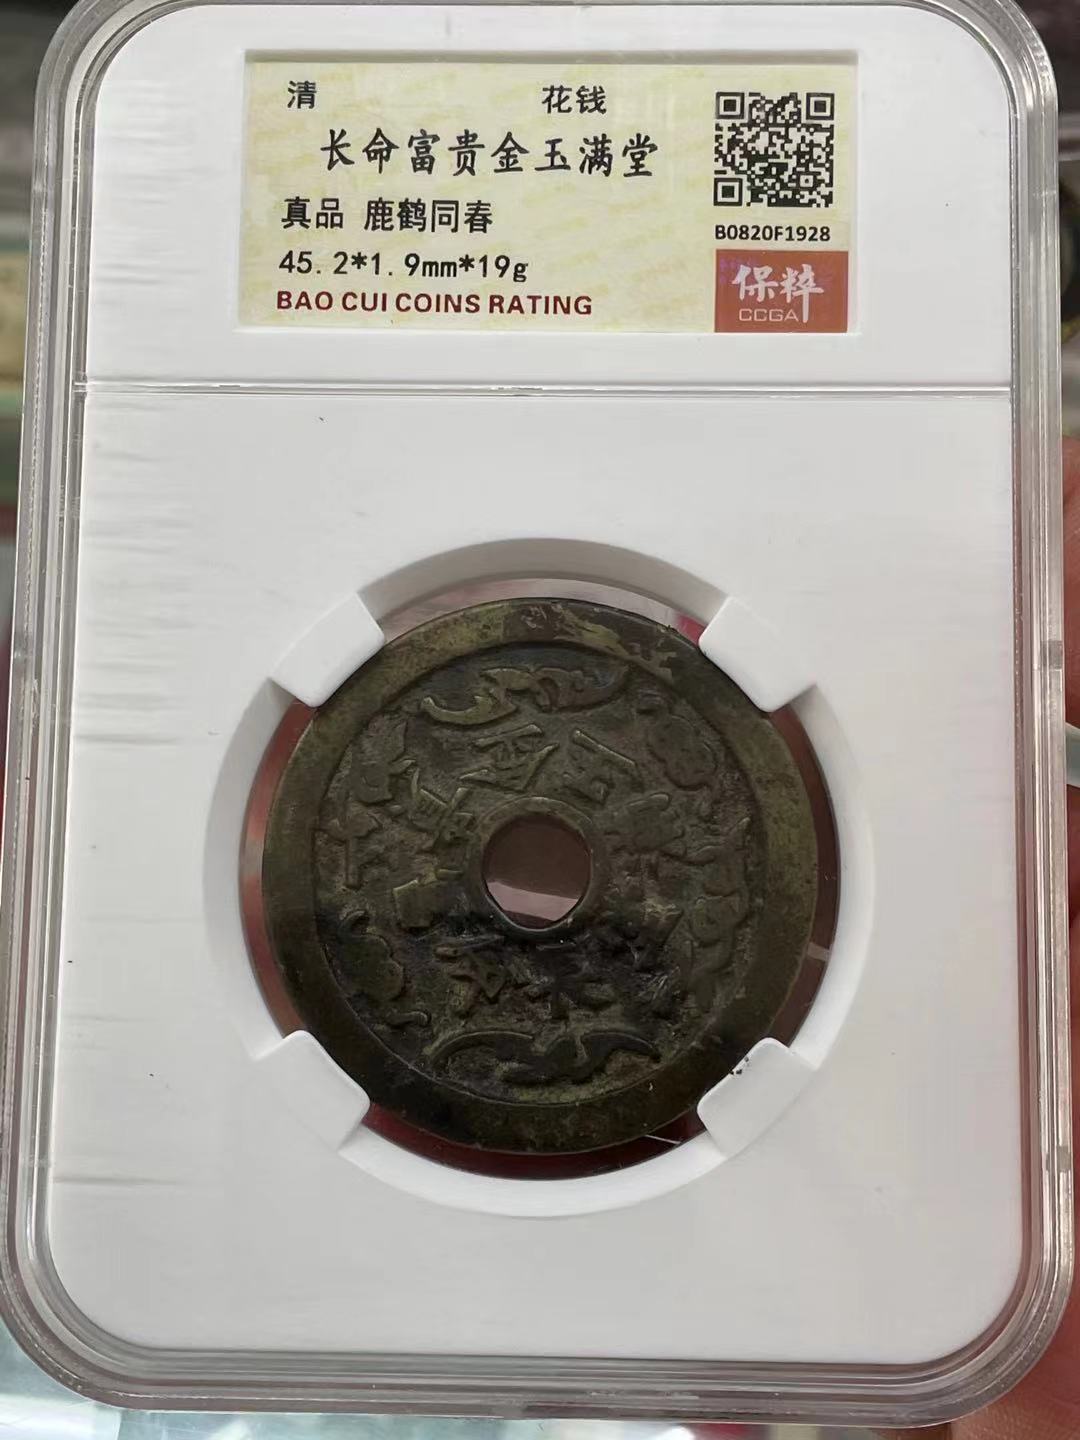 清 花钱
长命富贵金玉满堂
真品 鹿鹤同春
45.2*1.9mm*19g
BAO CUI COINS RATING
B0820F1928
保粹
CCGA